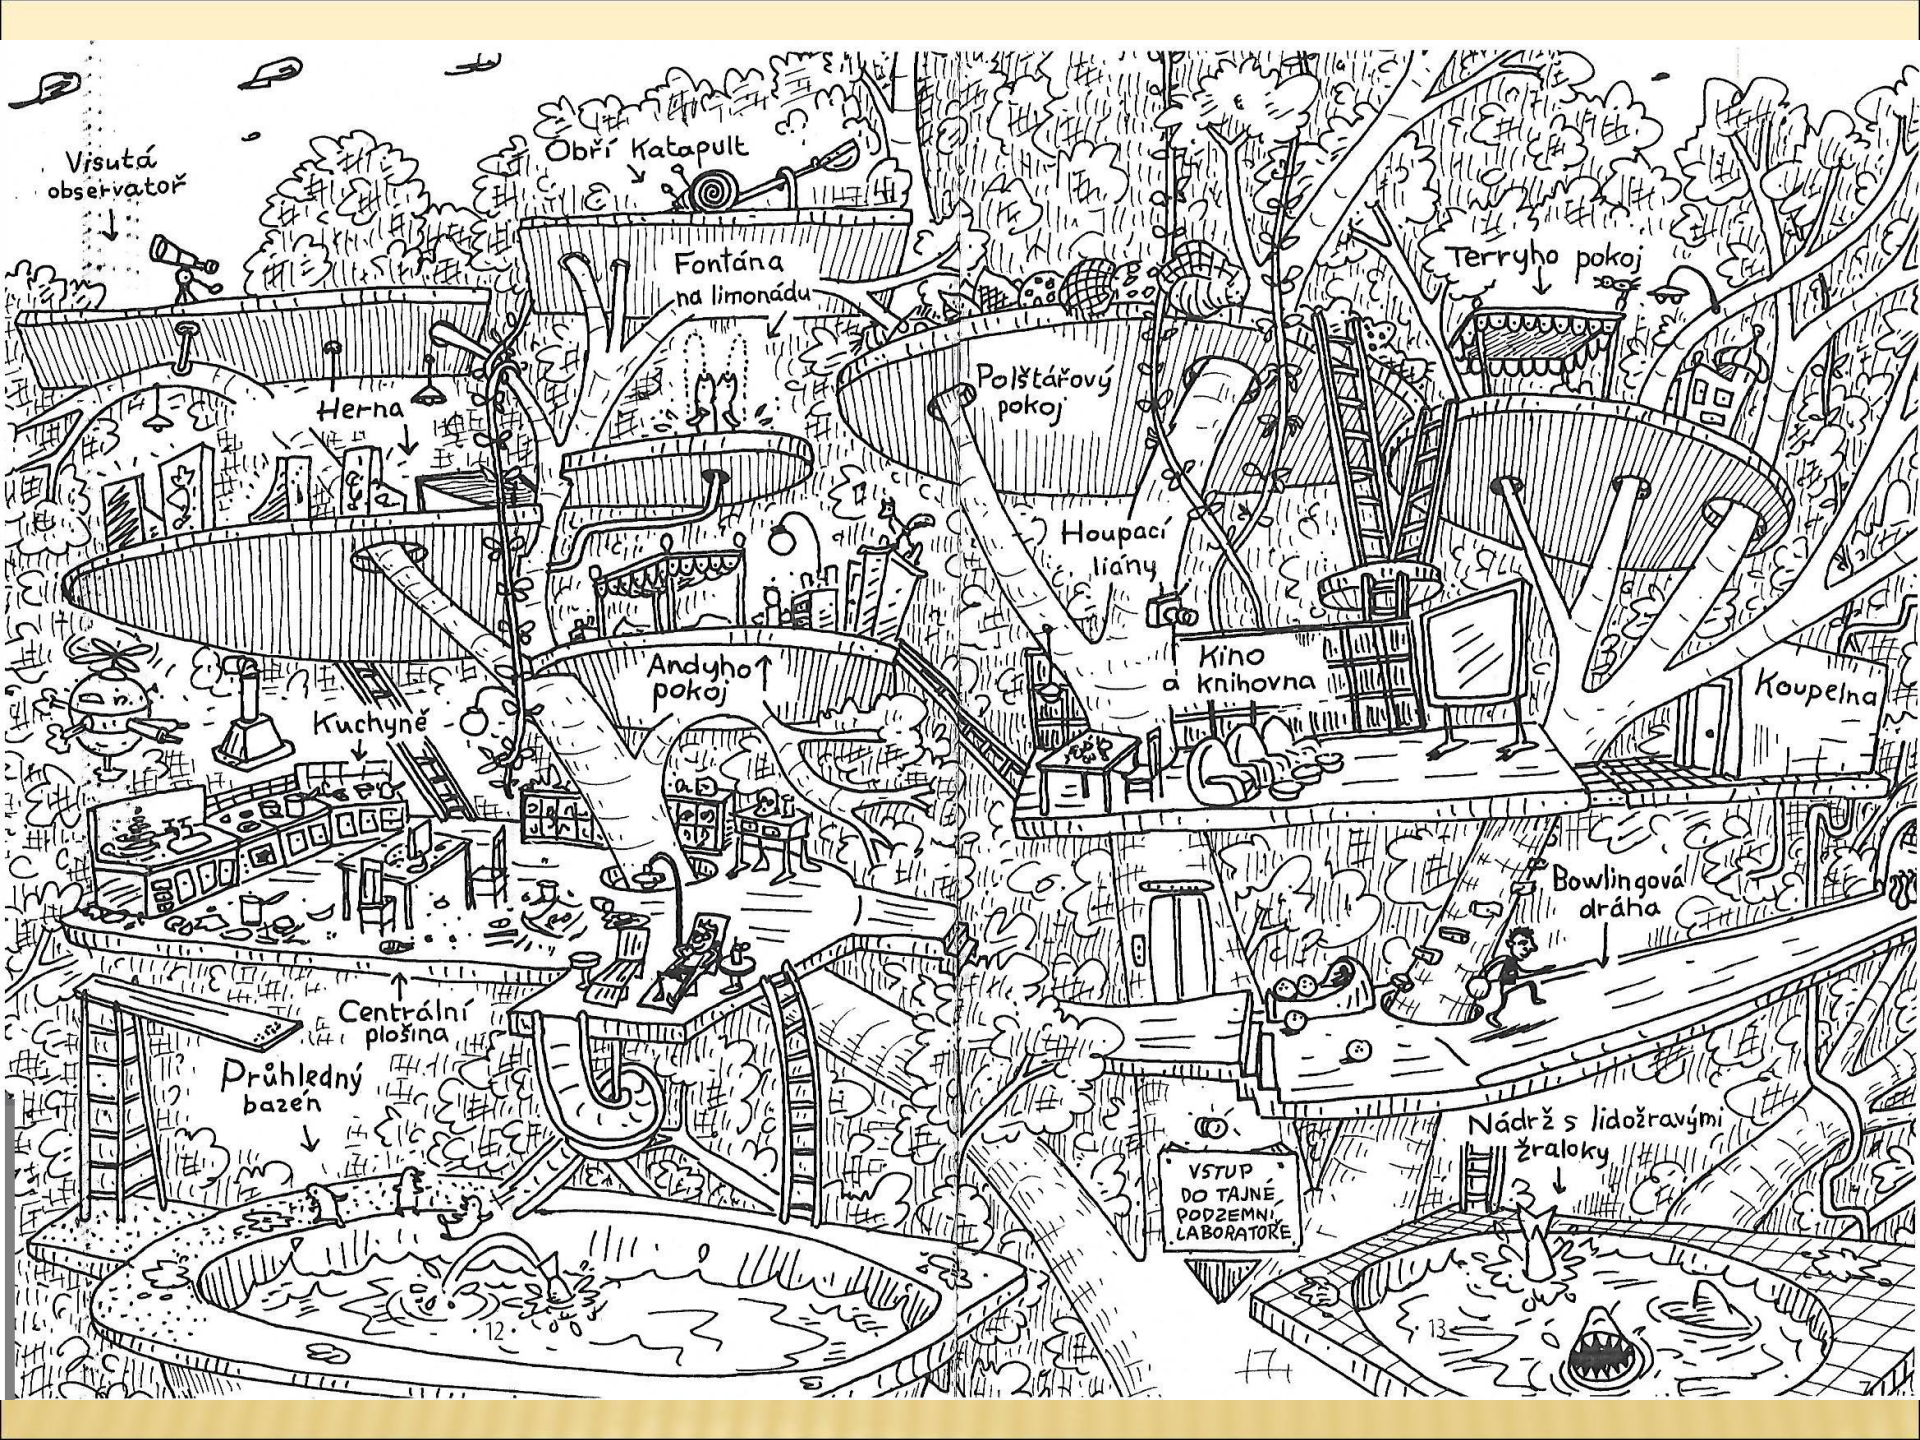 Visutá
observatoř
Obří katapult
Fontána
na limonádu
Herna
Andyho
pokoj
Kuchyně
Centrální
plošina
Průhledný
bazén
12
Polštářový
pokoj
Terryho pokoj
Houpací
liány
Kino
a knihovna
Koupelna
Bowlingová
dráha
VSTUP
DO TAJNÉ
PODZEMNÍ
LABORATOŘE
Nádrž s lidožravými
žraloky
13